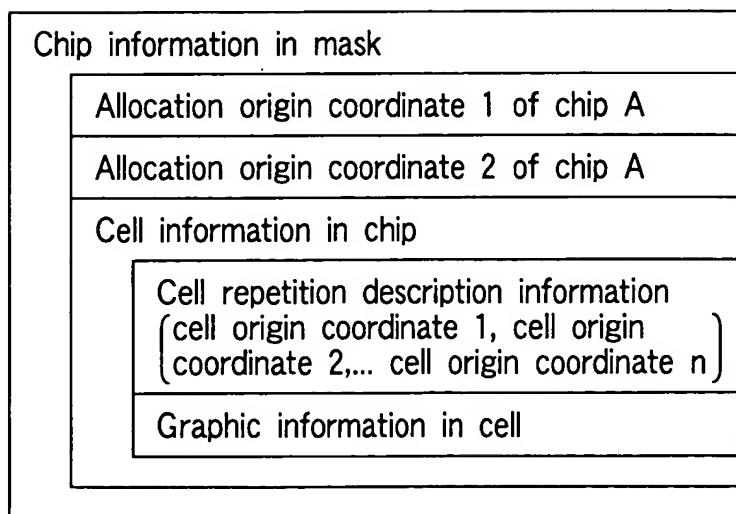 Chip information in mask
Allocation origin coordinate 1 of chip A
Allocation origin coordinate 2 of chip A
Cell information in chip
Cell repetition description information
(cell origin coordinate 1, cell origin
coordinate 2,... cell origin coordinate n)
Graphic information in cell